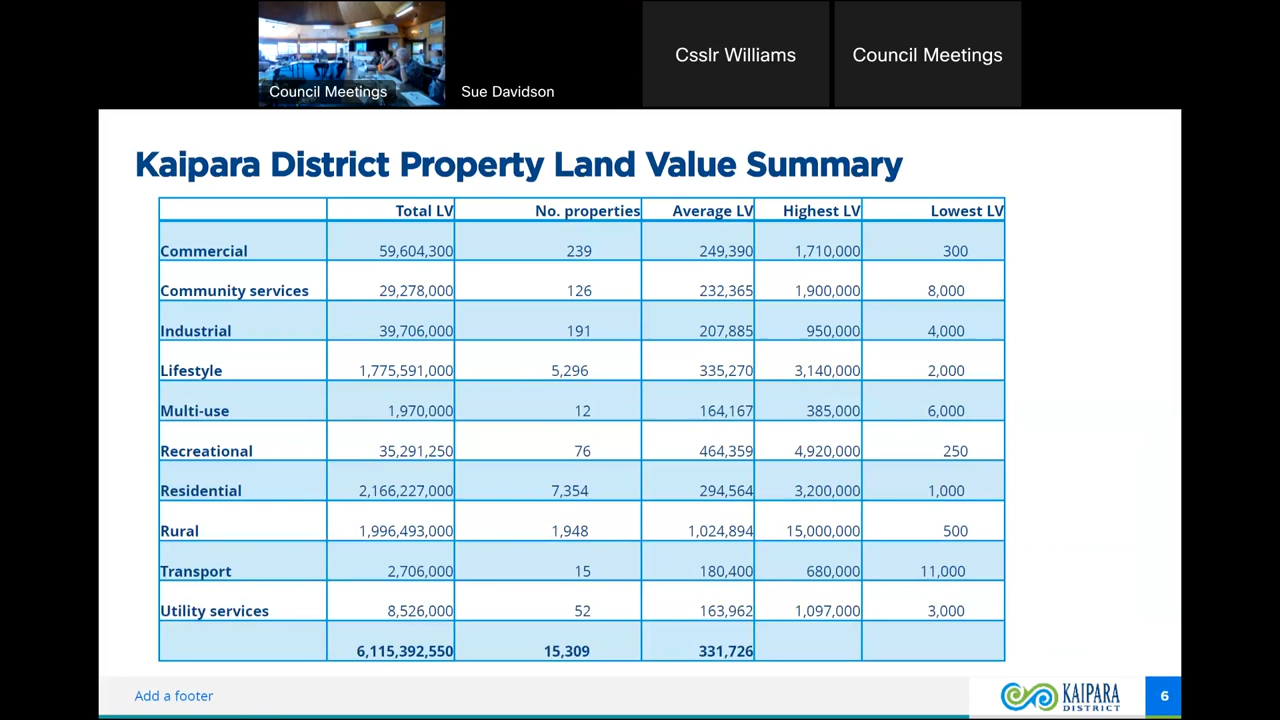 Council Meetings
Sue Davidson
Csslr Williams
Council Meetings
Kaipara District Property Land Value Summary
Total LV No. properties Average LV Highest LV Lowest LV
Commercial 59,604,300 239 249,390 1,710,000 300
Community services 29,278,000 126 232,365 1,900,000 8,000
Industrial 39,706,000 191 207,885 950,000 4,000
Lifestyle 1,775,591,000 5,296 335,270 3,140,000 2,000
Multi-use 1,970,000 12 164,167 385,000 6,000
Recreational 35,291,250 76 464,359 4,920,000 250
Residential 2,166,227,000 7,354 294,564 3,200,000 1,000
Rural 1,996,493,000 1,948 1,024,894 15,000,000 500
Transport 2,706,000 15 180,400 680,000 11,000
Utility services 8,526,000 52 163,962 1,097,000 3,000
6,115,392,550 15,309 331,726
Add a footer
KAIPARA
DISTRICT
6